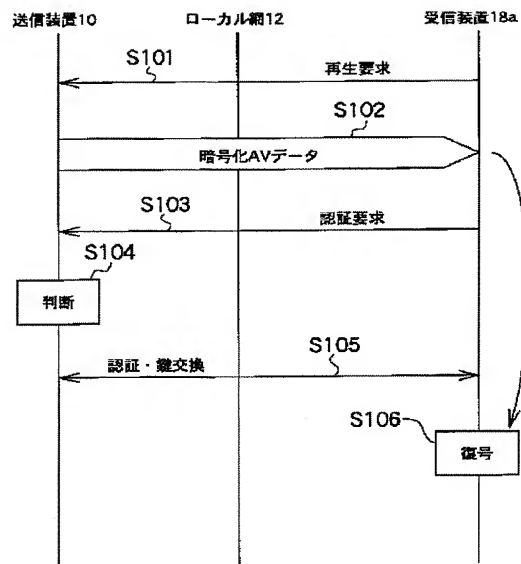 送信装置10
ローカル網12
受信装置18a
S101
再生要求
S102
暗号化AVデータ
S103
認証要求
S104
判断
S105
認証・鍵交換
S106
復号